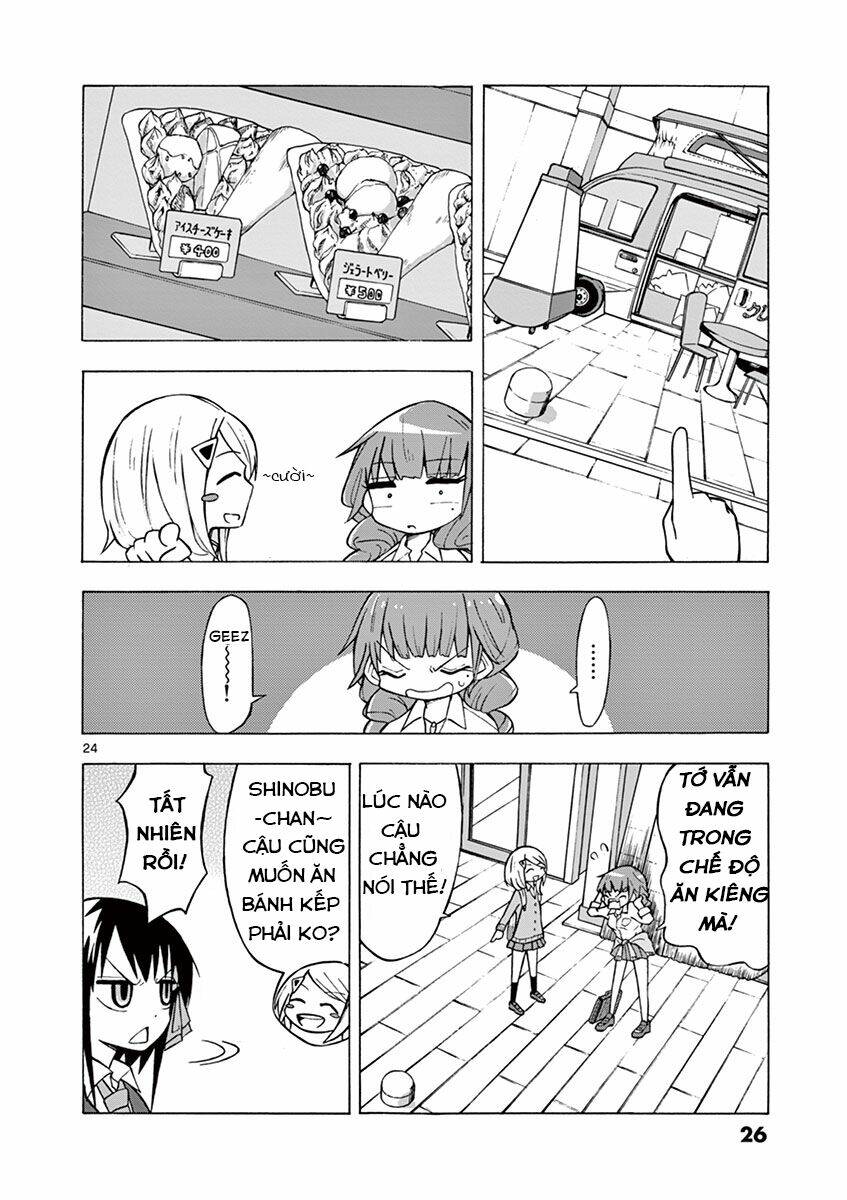 クリ
アイスチーズケーキ
¥400
ジェラートベリー
¥500
~cười~
......
GEEZ
~~~!
24
TỚ VẪN
ĐANG
TRONG
CHẾ ĐỘ
ĂN KIÊNG
MÀ!
LÚC NÀO
CẬU
CHẲNG
NÓI THẾ!
SHINOBU
-CHAN~
CẬU CŨNG
MUỐN ĂN
BÁNH KẾP
PHẢI KO?
TẤT
NHIÊN
RỒI!
26